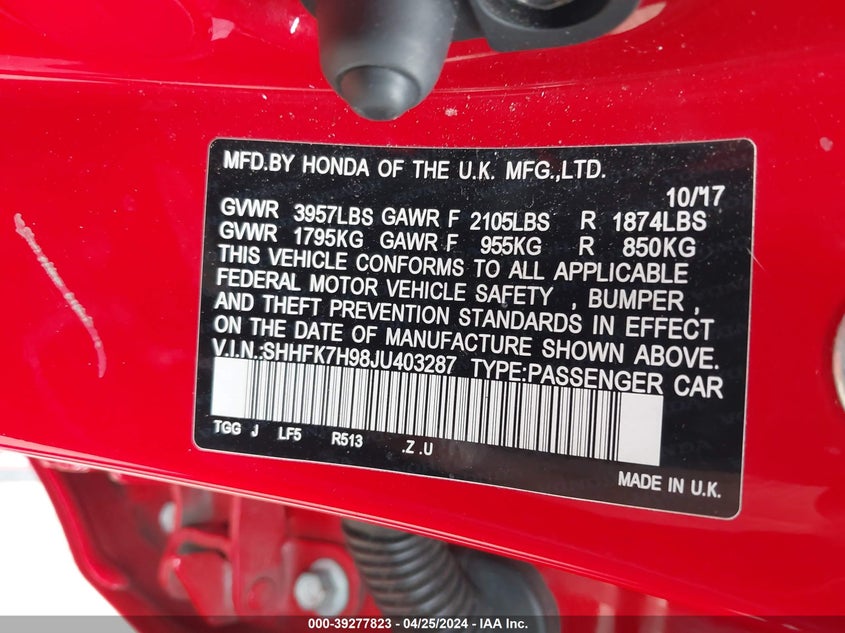 MFD.BY HONDA OF THE U.K. MFG.,LTD.
10/17
GVWR 3957LBS GAWR F 2105LBS R 1874LBS
GVWR 1795KG GAWR F 955KG R 850KG
THIS VEHICLE CONFORMS TO ALL APPLICABLE
FEDERAL MOTOR VEHICLE SAFETY , BUMPER ,
AND THEFT PREVENTION STANDARDS IN EFFECT
ON THE DATE OF MANUFACTURE SHOWN ABOVE.
V.I.N.:SHHFK7H98JU403287 TYPE:PASSENGER CAR
TGG J LF5 R513 .Z .U
MADE IN U.K.
000-39277823 - 04/25/2024 - IAA Inc.